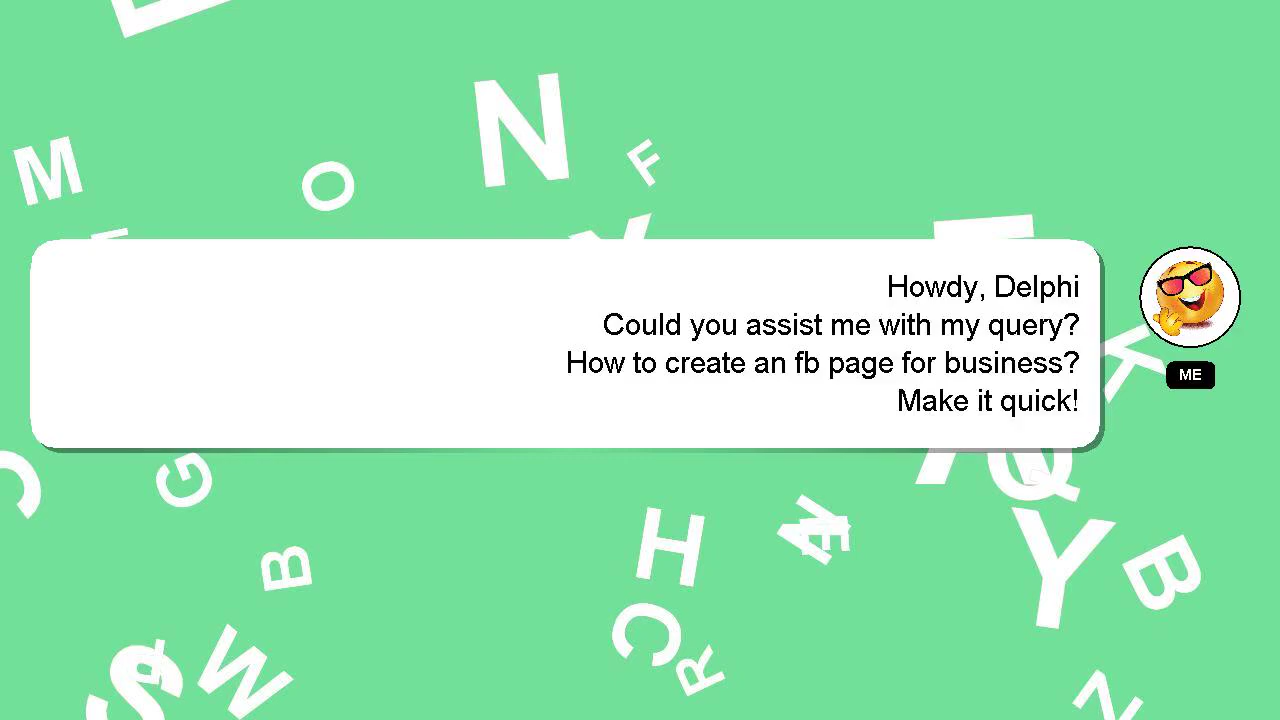 Howdy, Delphi
Could you assist me with my query?
How to create an fb page for business?
Make it quick!
ME